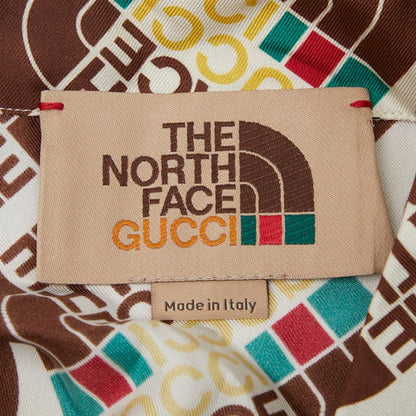 THE
NORTH
FACE
GUCCI
Made in Italy